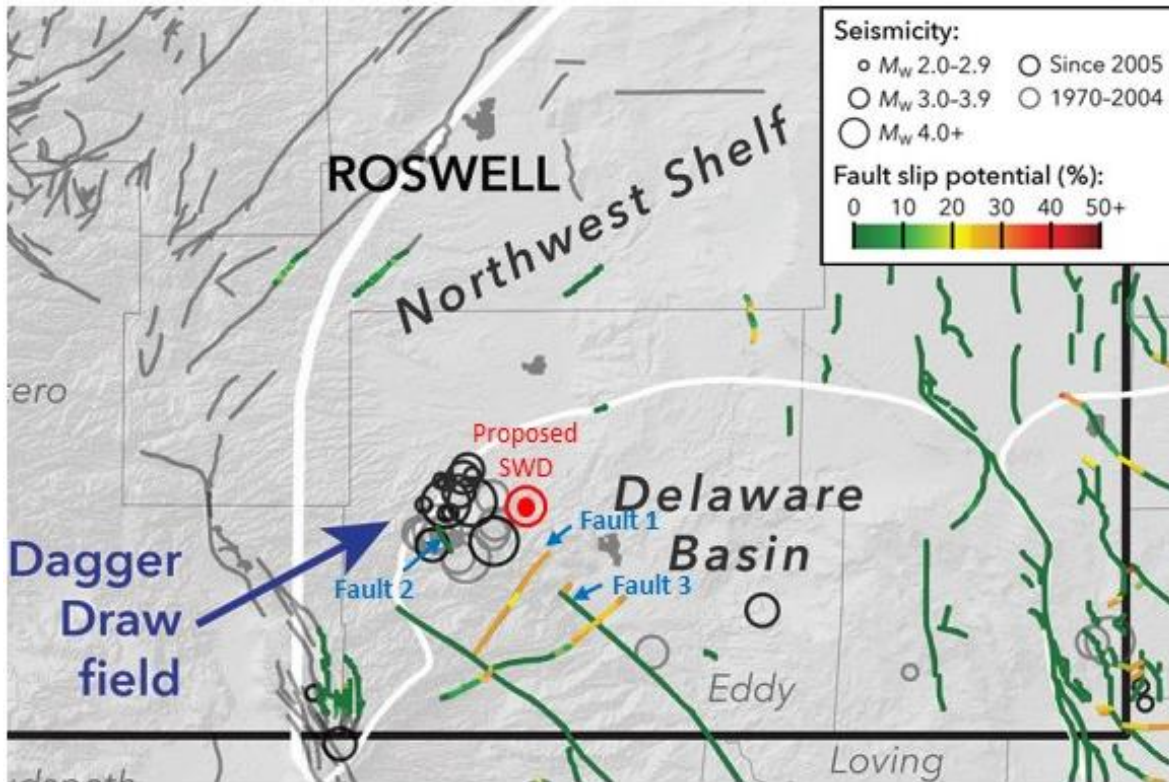 Seismicity:
Mw 2.0-2.9
Since 2005
Mw 3.0-3.9
1970-2004
Mw 4.0+
Fault slip potential (%):
0 10 20 30 40 50+
ROSWELL
Northwest Shelf
tero
Proposed
SWD
Delaware
Basin
Fault 1
Dagger
Draw
field
Fault 2
Fault 3
Eddy
Loving